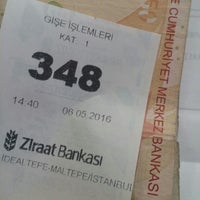 GİŞE İŞLEMLERİ
KAT: 1
348
14:40 06.05.2016
Ziraat Bankası
IDEALTEPE-MALTEPE/İSTANBUL
E CUMHURİYET MERKEZ BANKASI